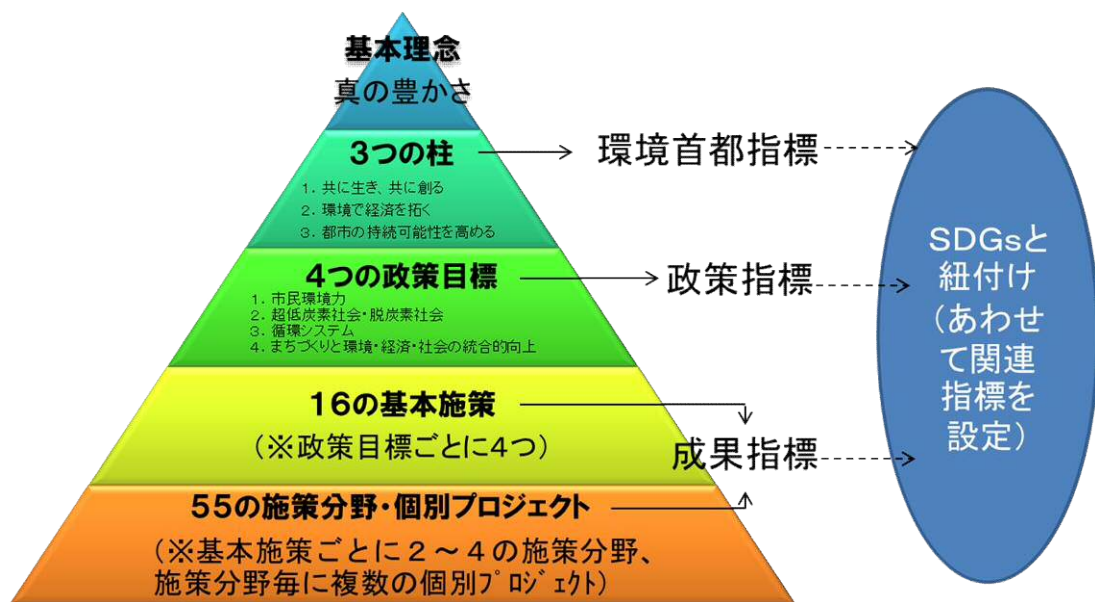 基本理念
真の豊かさ
3つの柱
1. 共に生き、共に創る
2. 環境で経済を拓く
3. 都市の持続可能性を高める
環境首都指標
4つの政策目標
1. 市民環境力
2. 超低炭素社会・脱炭素社会
3. 循環システム
4. まちづくりと環境・経済・社会の統合的向上
政策指標
16の基本施策
(※政策目標ごとに4つ)
成果指標
55の施策分野・個別プロジェクト
(※基本施策ごとに2～4の施策分野、
施策分野毎に複数の個別プロジェクト)
SDGsと
紐付け
(あわせ
て関連
指標を
設定)